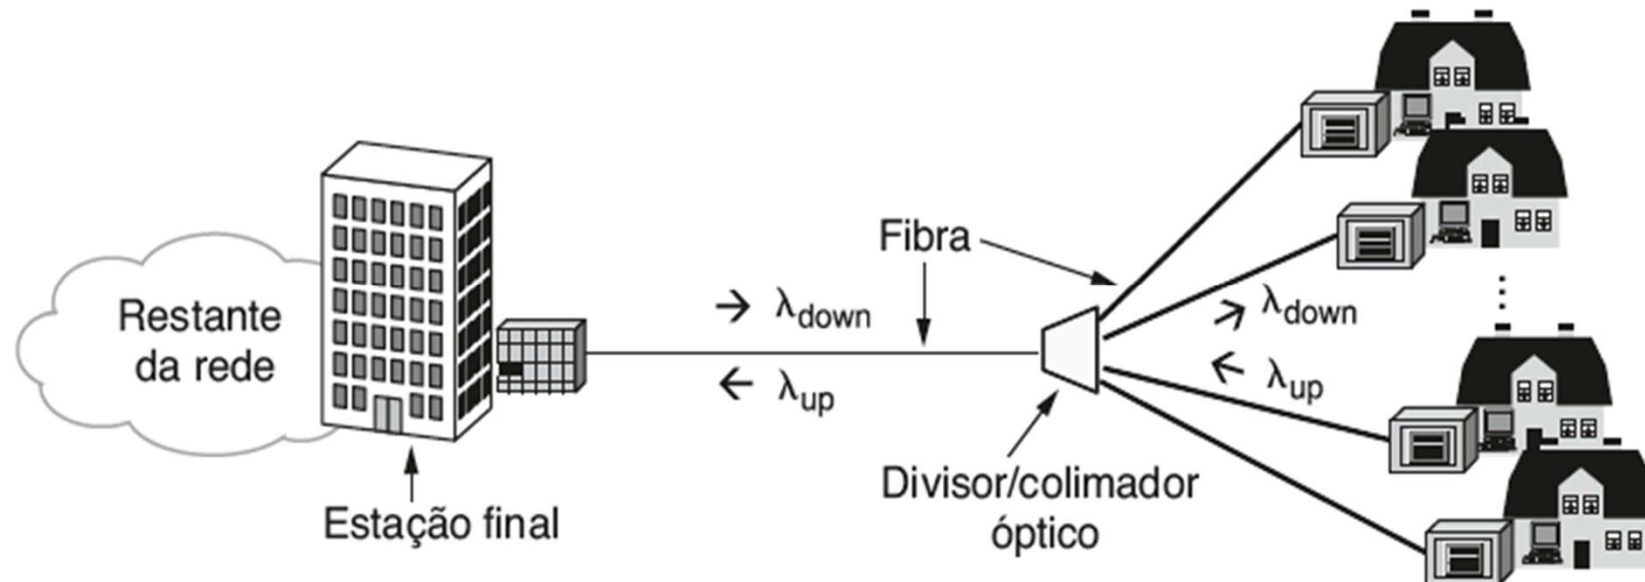 Restante
da rede
Estação final
→ λdown
← λup
Fibra
Divisor/colimador
óptico
→ λdown
← λup